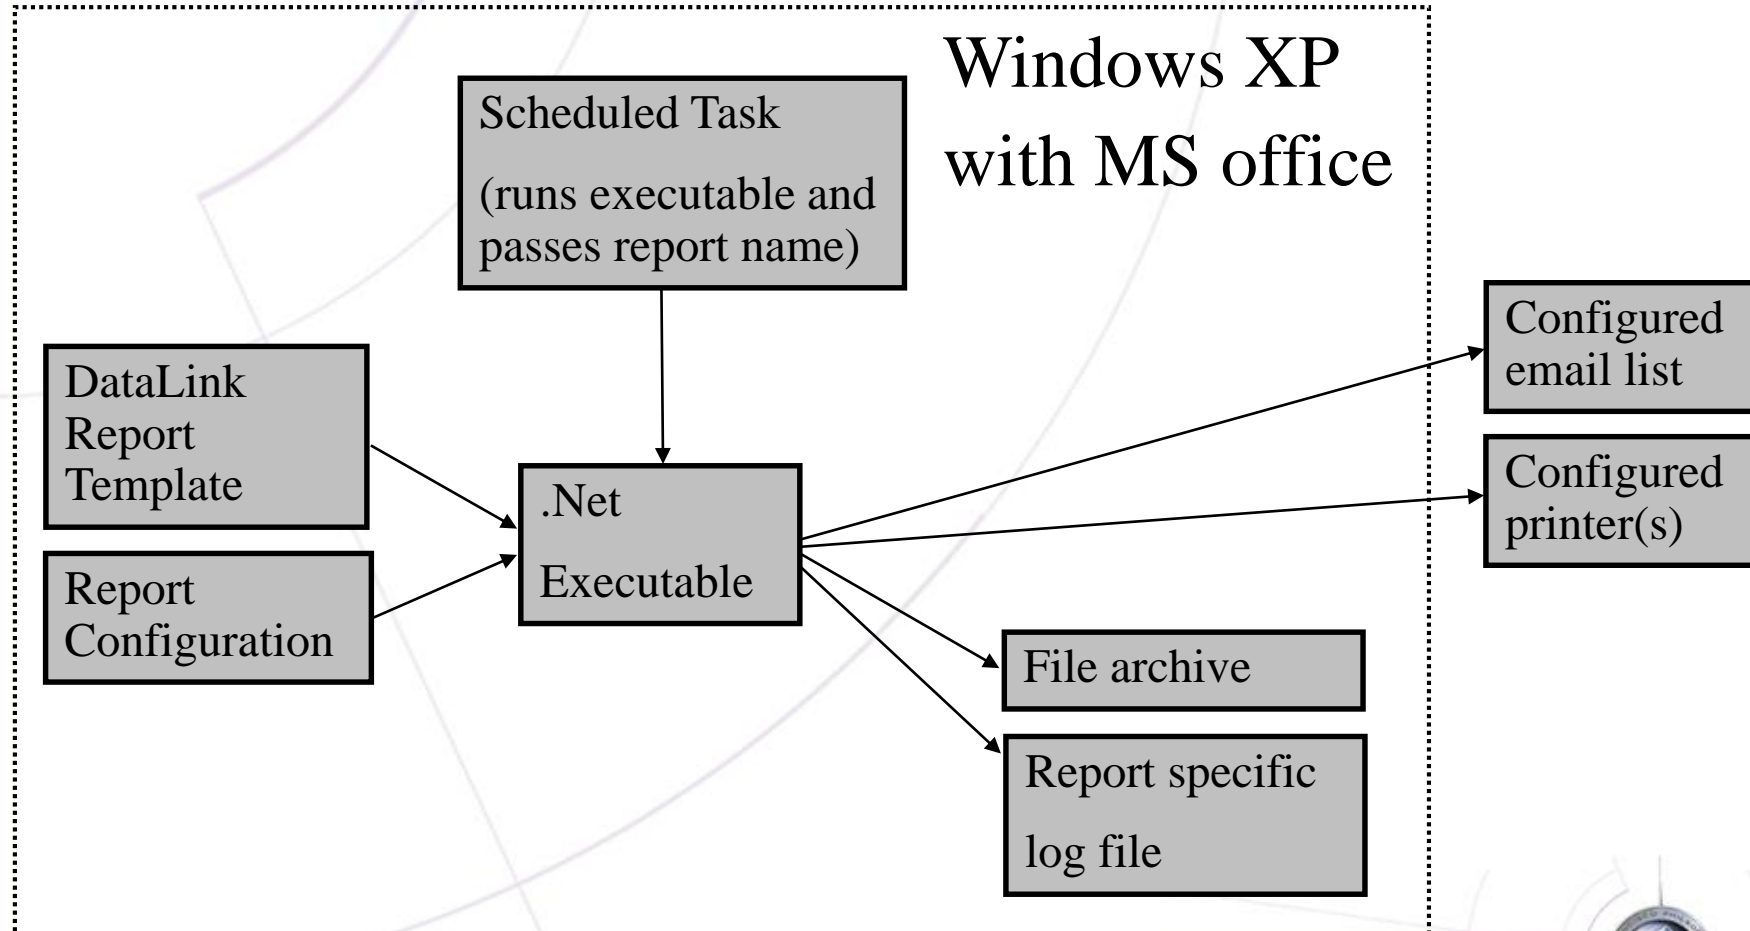 Windows XP
with MS office
Scheduled Task
(runs executable and
passes report name)
DataLink
Report
Template
Report
Configuration
.Net
Executable
Configured
email list
Configured
printer(s)
File archive
Report specific
log file